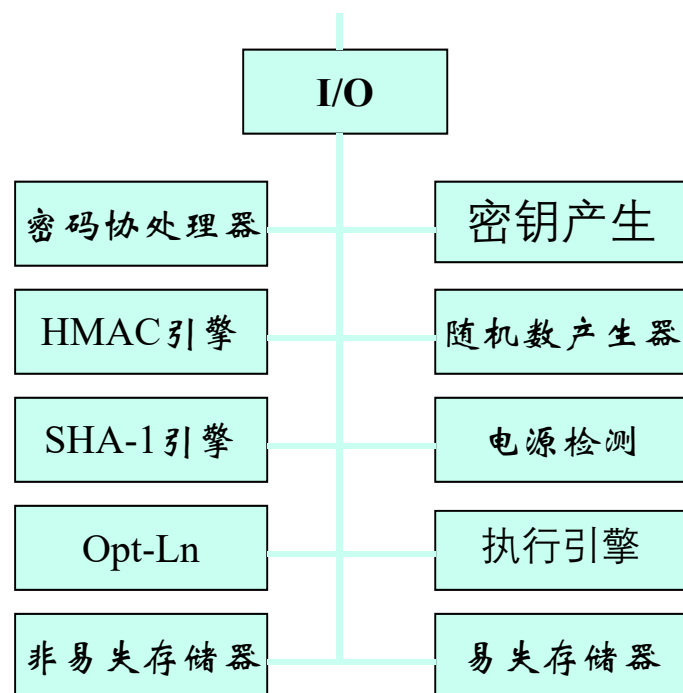 I/O
密码协处理器
密钥产生
HMAC引擎
随机数产生器
SHA-1引擎
电源检测
Opt-Ln
执行引擎
非易失存储器
易失存储器